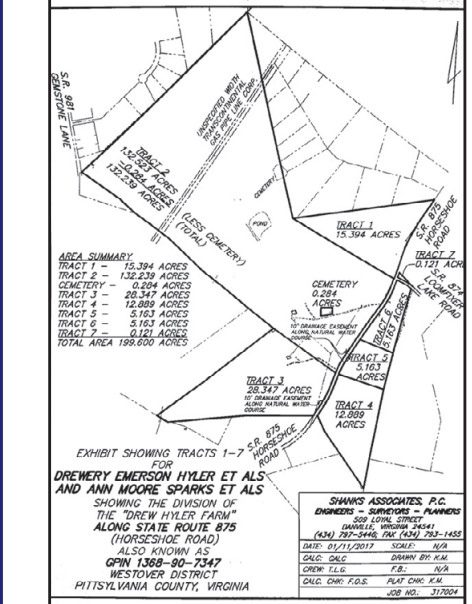 S.R. 981
GEMSTONE LANE
UNSPECIFIED WIDTH
TRANSCONTINENTAL
GAS PIPE LINE CORP.
TRACT 2
132.523 ACRES
-0.284 ACRES
132.239 ACRES
(LESS CEMETERY)
(TOTAL)
CEMETERY
POND
TRACT 1
15.394 ACRES
S.R. 875
HORSESHOE
ROAD
TRACT 7
0.121 ACRE
S.R. 874
LAKE ROAD
AREA SUMMARY
TRACT 1 - 15.394 ACRES
TRACT 2 - 132.239 ACRES
CEMETERY - 0.284 ACRES
TRACT 3 - 28.347 ACRES
TRACT 4 - 12.889 ACRES
TRACT 5 - 5.163 ACRES
TRACT 6 - 5.163 ACRES
TRACT 7 - 0.121 ACRES
TOTAL AREA 199.600 ACRES
CEMETERY
0.284
ACRES
10' DRAINAGE EASEMENT
ALONG NATURAL WATER
COURSE
TRACT 6
5.163 ACRES
TRACT 5
5.163
ACRES
TRACT 3
28.347 ACRES
10' DRAINAGE EASEMENT
ALONG NATURAL WATER
COURSE
TRACT 4
12.889
ACRES
S.R. 875
HORSESHOE
ROAD
EXHIBIT SHOWING TRACTS 1-7
FOR
DREWERY EMERSON HYLER ET ALS
AND ANN MOORE SPARKS ET ALS
SHOWING THE DIVISION OF
THE "DREW HYLER FARM"
ALONG STATE ROUTE 875
(HORSESHOE ROAD)
ALSO KNOWN AS
GPIN 1368-90-7347
WESTOVER DISTRICT
PITTSYLVANIA COUNTY, VIRGINIA
SHANKS ASSOCIATES, P.C.
ENGINEERS - SURVEYORS - PLANNERS
509 LOYAL STREET
DANVILLE, VIRGINIA 24541
(434) 797-5446; FAX (434) 793-1455
DATE: 01/11/2017 SCALE: N/A
CALC: CALC DRAWN BY: K.M.
CREW: T.L.G. F.B.: N/A
CALC. CHK: F.O.S. PLAT CHK: K.M.
JOB NO.: 317004